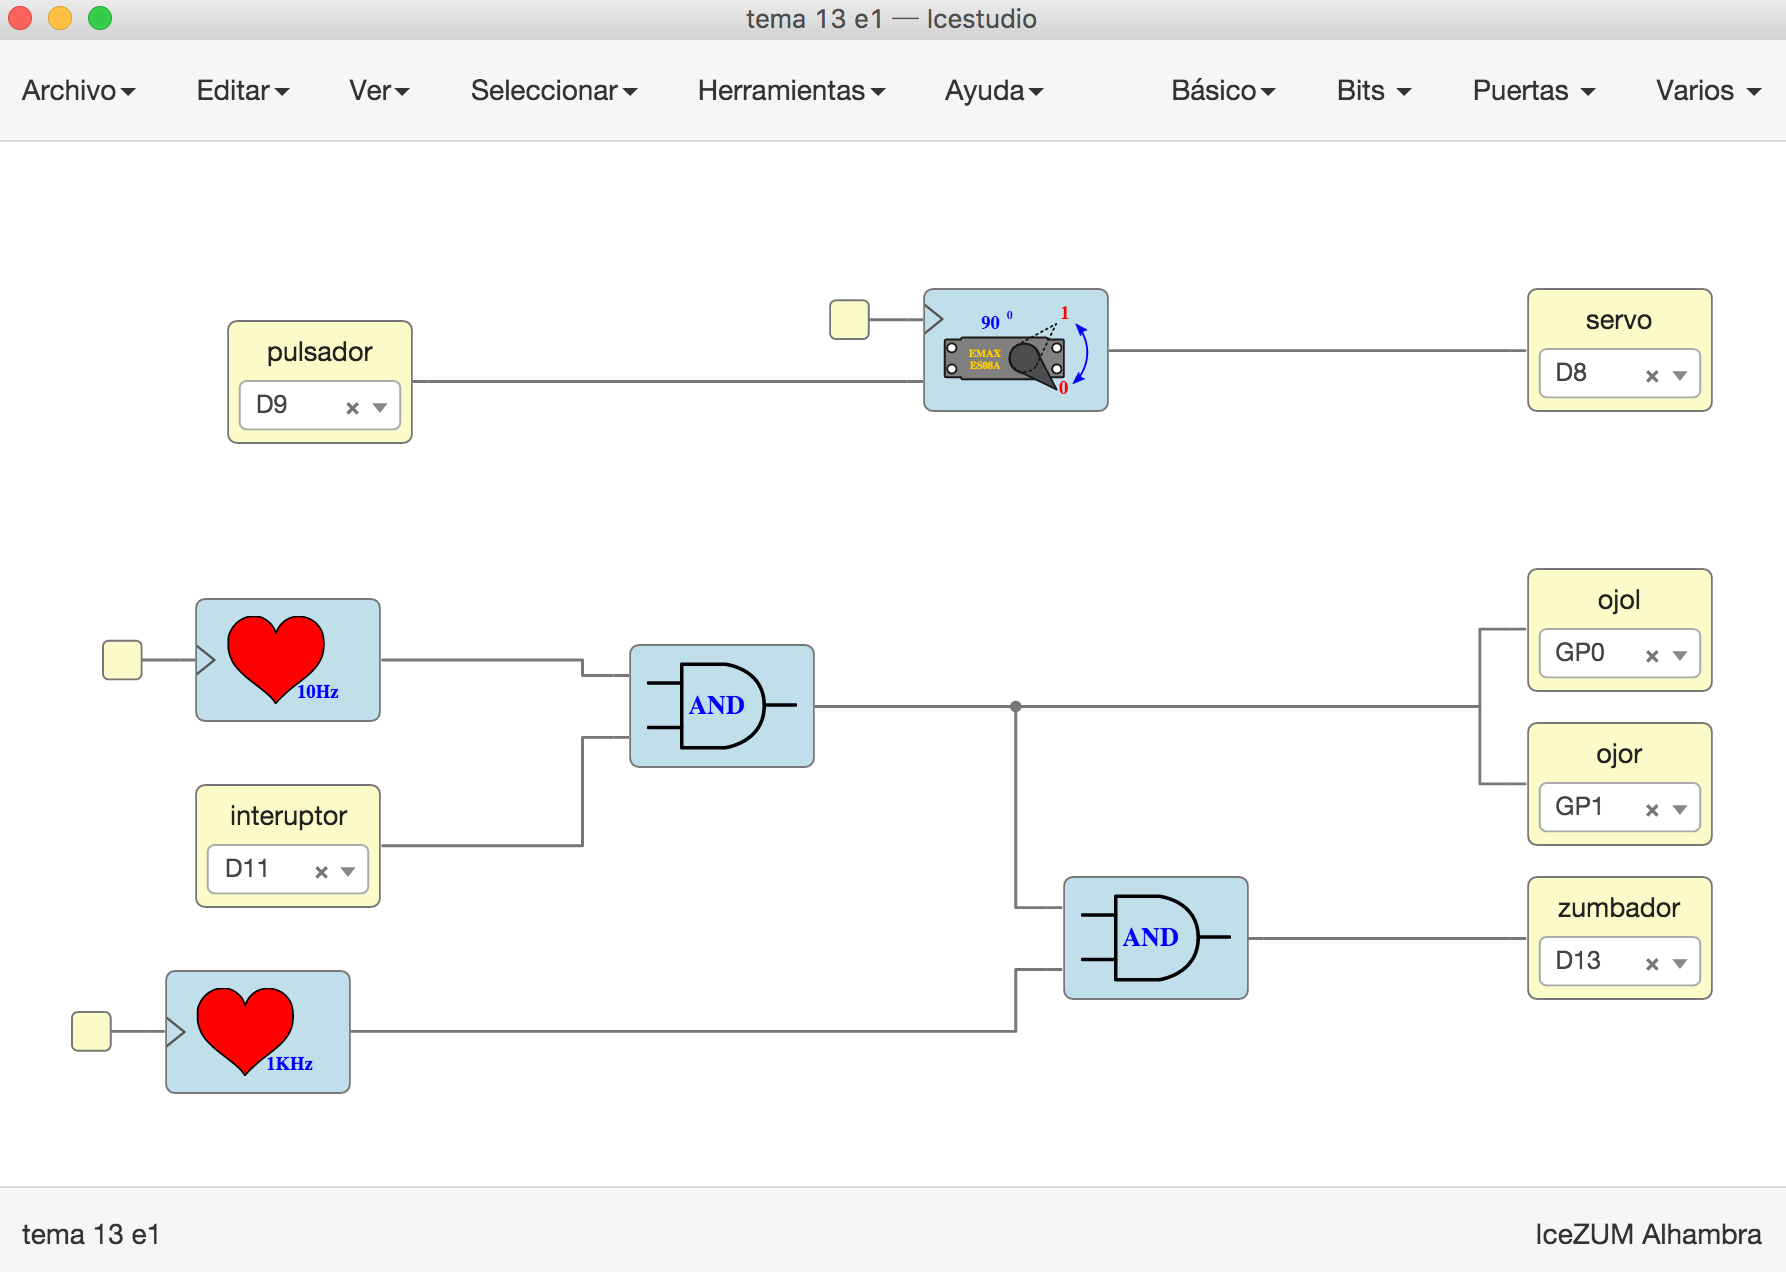 tema 13 e1 — Icestudio
Archivo Editar Ver Seleccionar Herramientas Ayuda Básico Bits Puertas Varios
pulsador
D9
90 0
1
EMAX
ES08A
0
servo
D8
10Hz
AND
interuptor
D11
1KHz
AND
ojol
GP0
ojor
GP1
zumbador
D13
tema 13 e1
IceZUM Alhambra